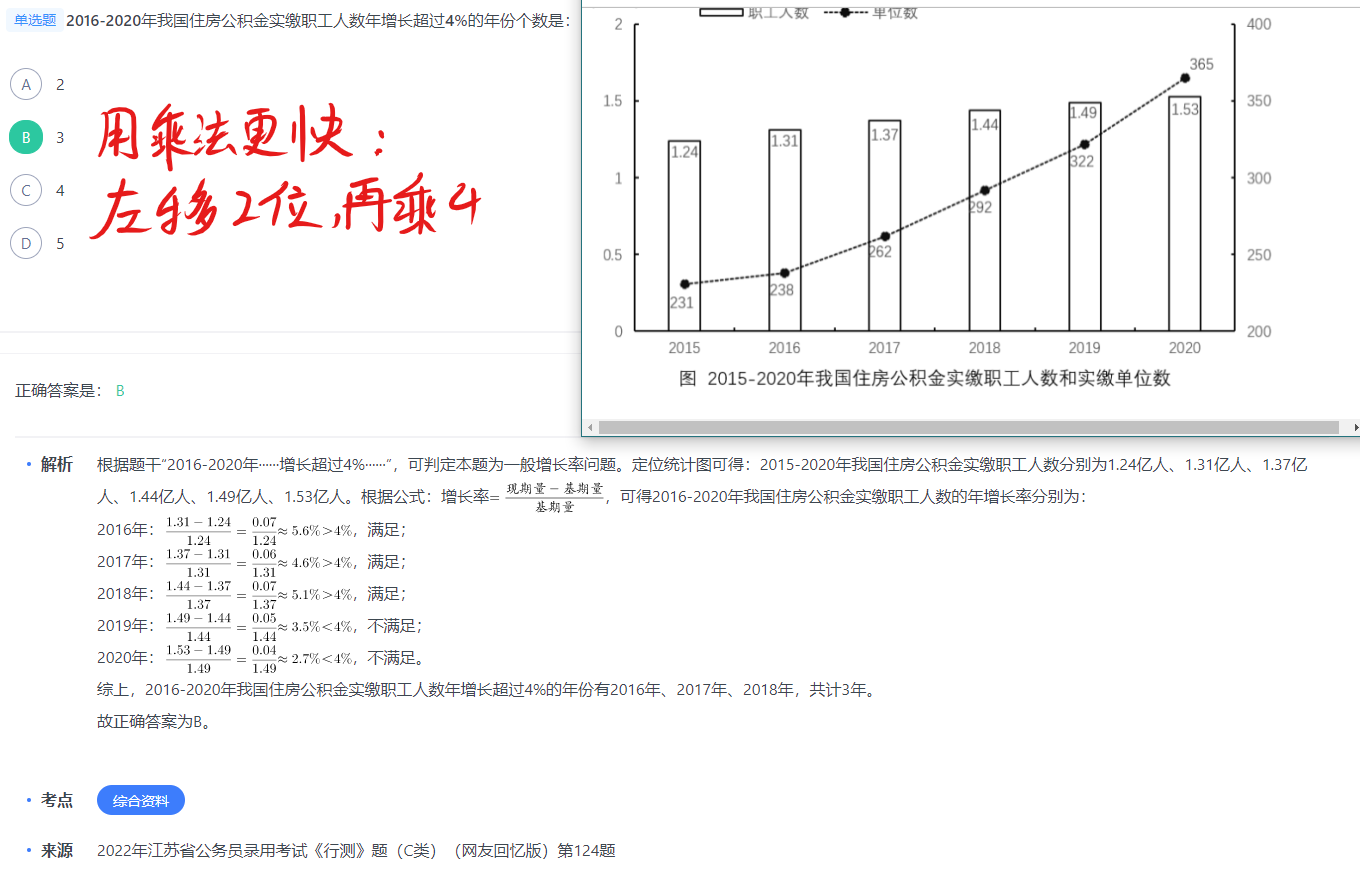 单选题 2016-2020年我国住房公积金实缴职工人数年增长超过4%的年份个数是：
A 2
B 3
C 4
D 5
用乘法更快：
左移2位,再乘4
职工人数 单位数
2 400
1.5 350
1 300
0.5 250
0 200
1.24 1.31 1.37 1.44 1.49 1.53
231 238 262 292 322 365
2015 2016 2017 2018 2019 2020
图 2015-2020年我国住房公积金实缴职工人数和实缴单位数
正确答案是： B
解析 根据题干“2016-2020年……增长超过4%……”，可判定本题为一般增长率问题。定位统计图可得：2015-2020年我国住房公积金实缴职工人数分别为1.24亿人、1.31亿人、1.37亿
人、1.44亿人、1.49亿人、1.53亿人。根据公式：增长率=(现期量−基期量)/基期量，可得2016-2020年我国住房公积金实缴职工人数的年增长率分别为：
2016年：(1.31−1.24)/1.24=0.07/1.24≈5.6%>4%，满足；
2017年：(1.37−1.31)/1.31=0.06/1.31≈4.6%>4%，满足；
2018年：(1.44−1.37)/1.37=0.07/1.37≈5.1%>4%，满足；
2019年：(1.49−1.44)/1.44=0.05/1.44≈3.5%<4%，不满足；
2020年：(1.53−1.49)/1.49=0.04/1.49≈2.7%<4%，不满足。
综上，2016-2020年我国住房公积金实缴职工人数年增长超过4%的年份有2016年、2017年、2018年，共计3年。
故正确答案为B。
考点 综合资料
来源 2022年江苏省公务员录用考试《行测》题（C类）（网友回忆版）第124题